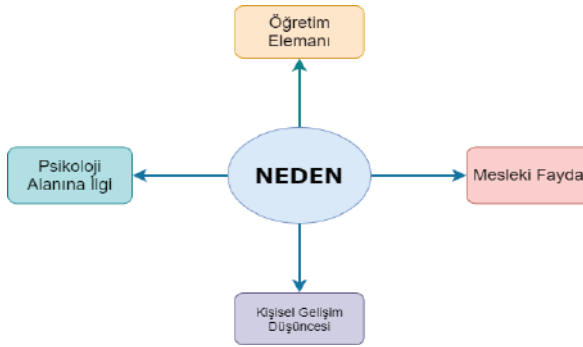 Öğretim
Elemanı
Psikoloji
Alanına İlgi
NEDEN
Mesleki Fayda
Kişisel Gelişim
Düşüncesi